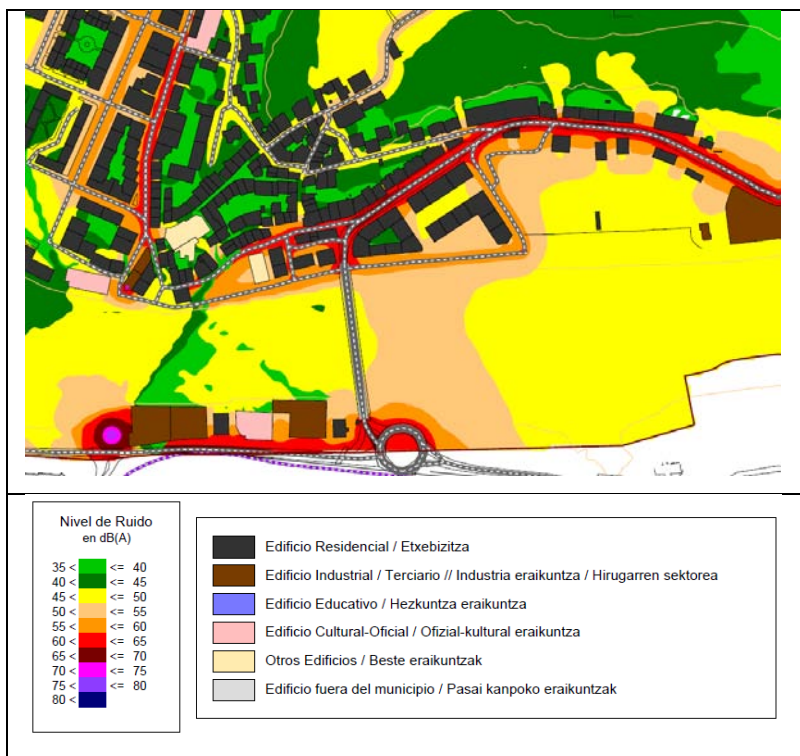 Nivel de Ruido
en dB(A)
35 < <= 40
40 < <= 45
45 < <= 50
50 < <= 55
55 < <= 60
60 < <= 65
65 < <= 70
70 < <= 75
75 < <= 80
80 <
Edificio Residencial / Etxebizitza
Edificio Industrial / Terciario // Industria eraikuntza / Hirugarren sektorea
Edificio Educativo / Hezkuntza eraikuntza
Edificio Cultural-Oficial / Ofizial-kultural eraikuntza
Otros Edificios / Beste eraikuntzak
Edificio fuera del municipio / Pasai kanpoko eraikuntzak